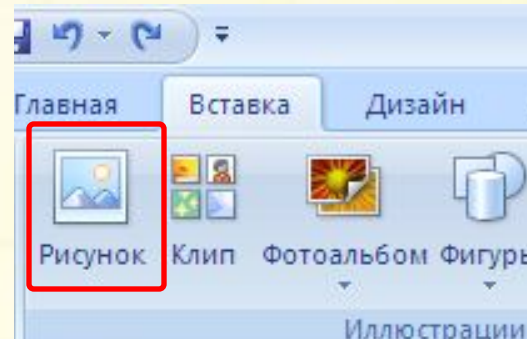 Главная Вставка Дизайн
Рисунок Клип Фотоальбом Фигуры
Иллюстрации